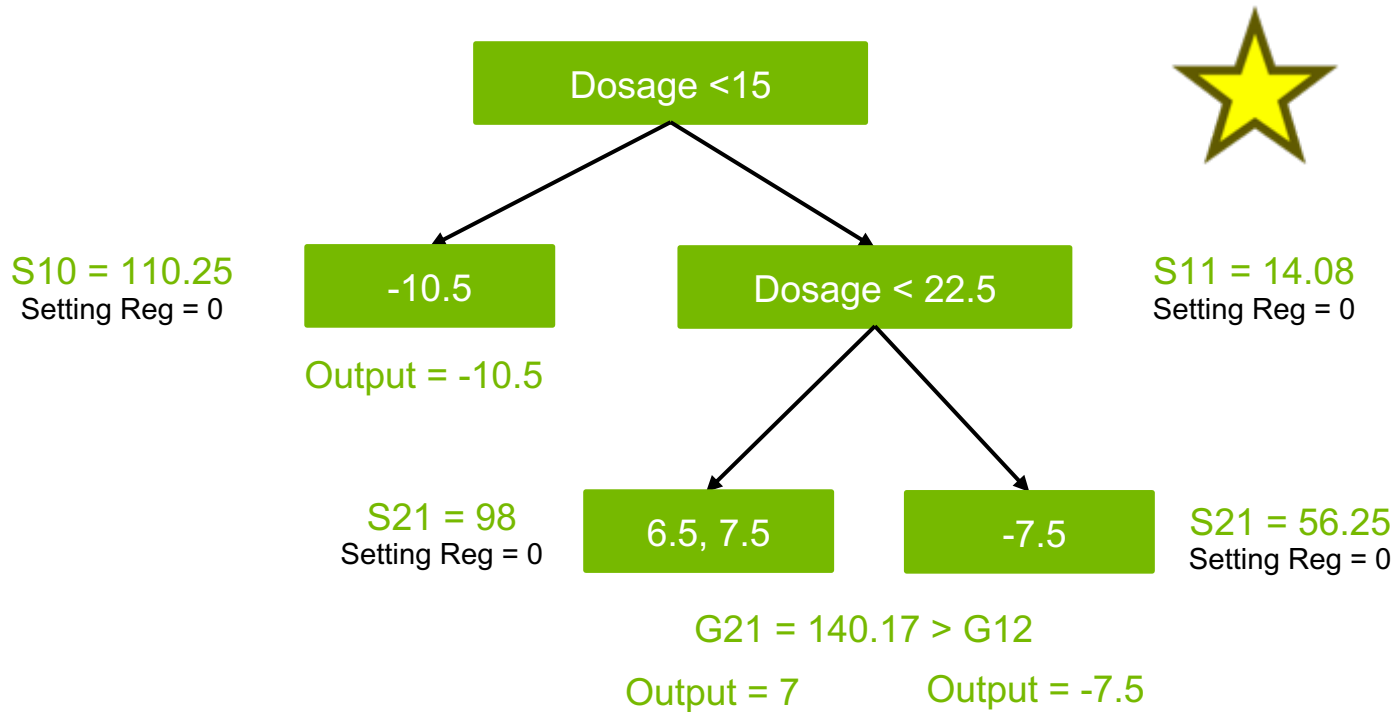 Dosage <15
S10 = 110.25
Setting Reg = 0
-10.5
Dosage < 22.5
S11 = 14.08
Setting Reg = 0
Output = -10.5
S21 = 98
Setting Reg = 0
6.5, 7.5
-7.5
S21 = 56.25
Setting Reg = 0
G21 = 140.17 > G12
Output = 7
Output = -7.5